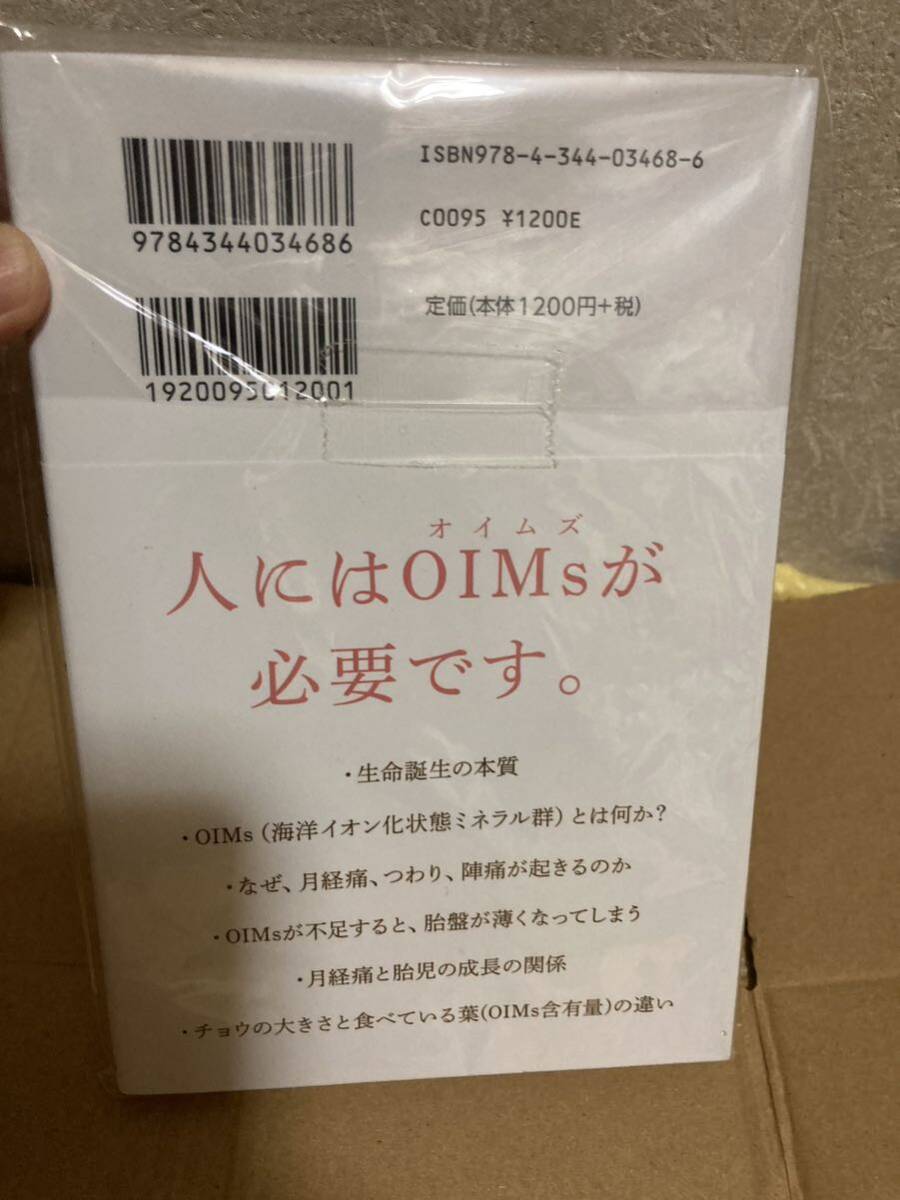 ISBN978-4-344-03468-6
9784344034686
C0095 ¥1200E
定価(本体1200円+税)
1920095012001
オイムズ
人にはOIMsが
必要です。
・生命誕生の本質
・OIMs(海洋イオン化状態ミネラル群)とは何か?
・なぜ、月経痛、つわり、陣痛が起きるのか
・OIMsが不足すると、胎盤が薄くなってしまう
・月経痛と胎児の成長の関係
・チョウの大きさと食べている葉(OIMs含有量)の違い